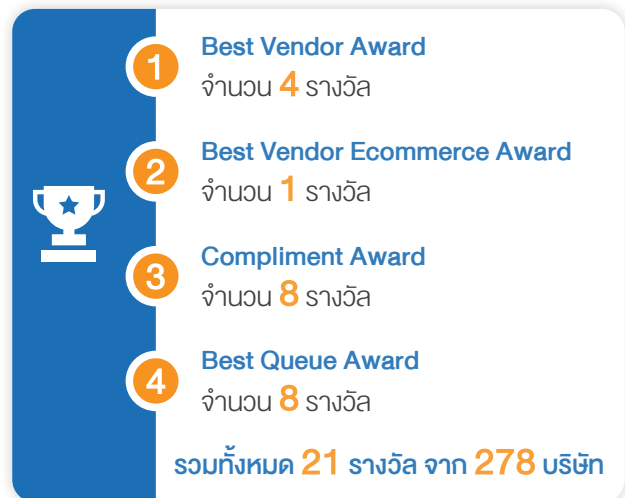 1
Best Vendor Award
จำนวน 4 รางวัล
2
Best Vendor Ecommerce Award
จำนวน 1 รางวัล
3
Compliment Award
จำนวน 8 รางวัล
4
Best Queue Award
จำนวน 8 รางวัล
รวมทั้งหมด 21 รางวัล จาก 278 บริษัท